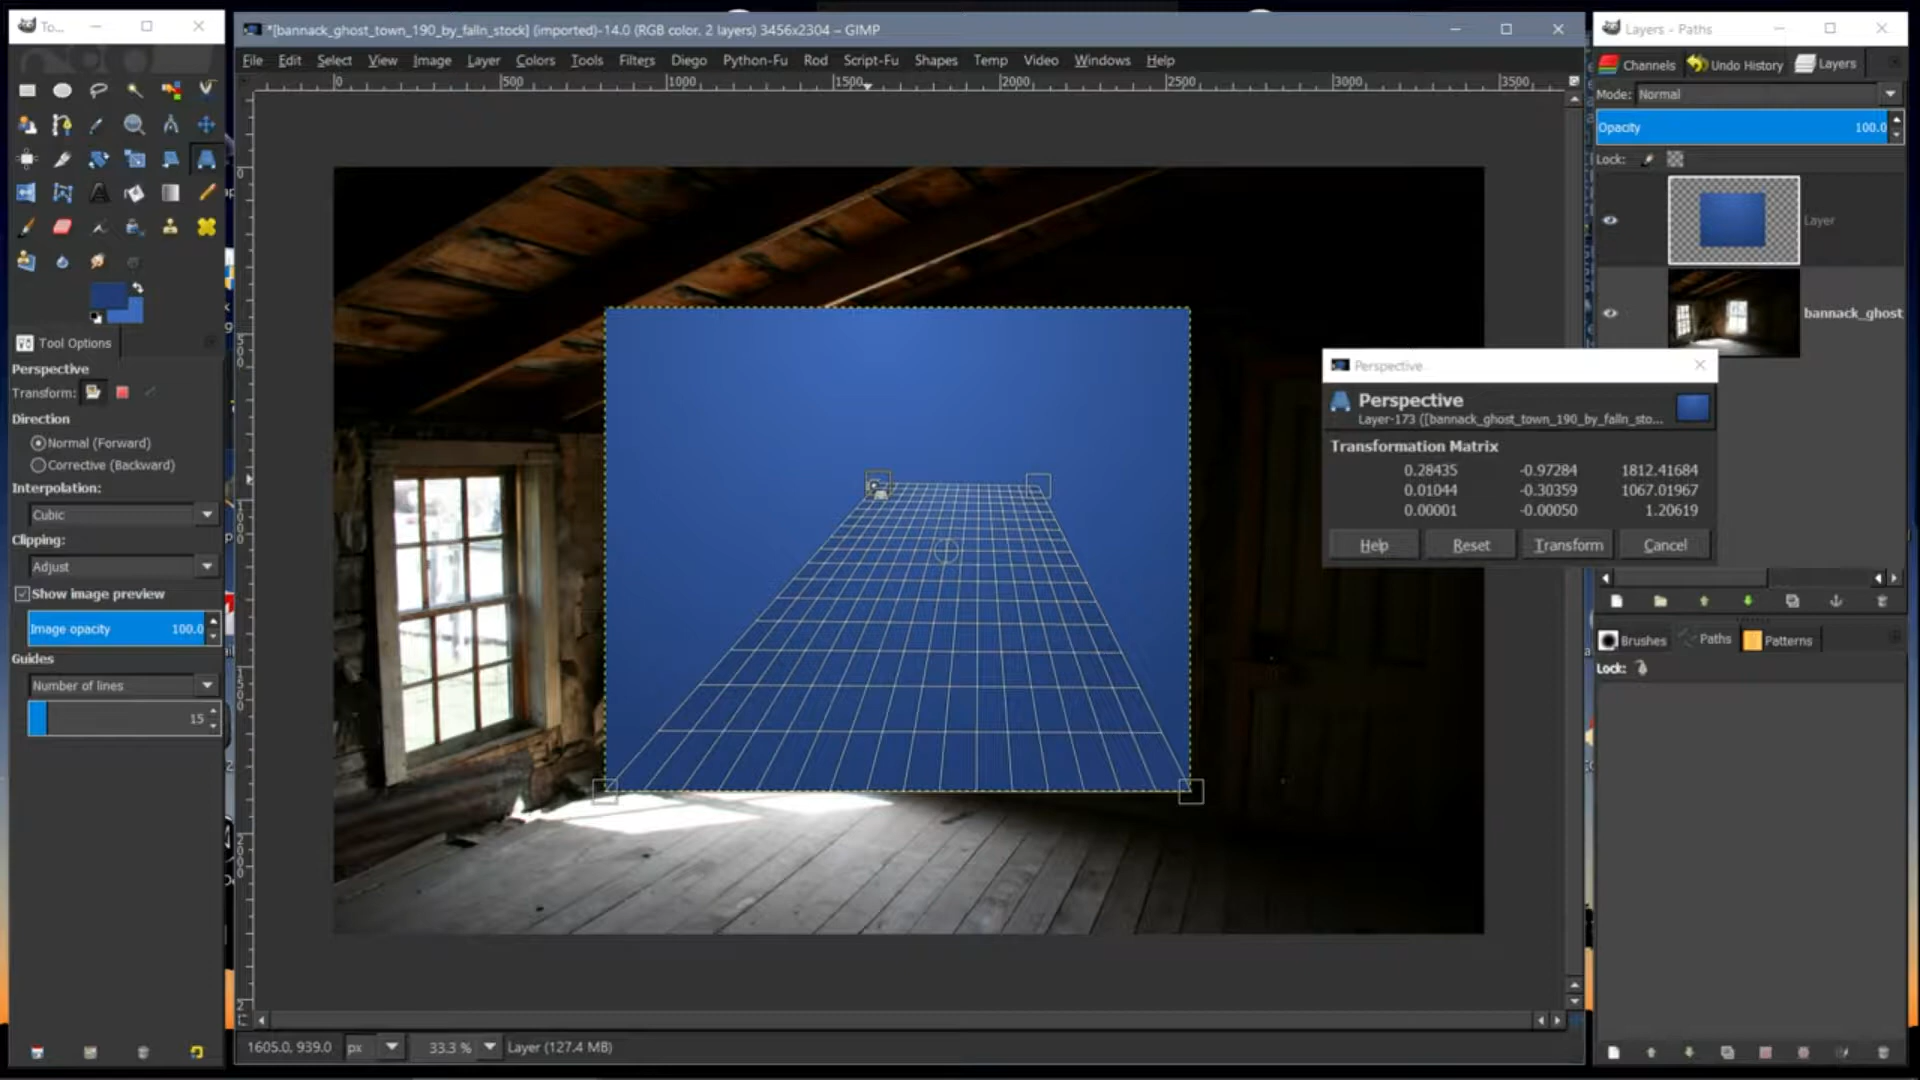 To...
*[bannack_ghost_town_190_by_falln_stock] (imported)-14.0 (RGB color, 2 layers) 3456x2304 – GIMP
Layers - Paths
File Edit Select View Image Layer Colors Tools Filters Diego Python-Fu Rod Script-Fu Shapes Temp Video Windows Help
Channels Undo History Layers
0 500 1000 1500 2000 2500 3000 3500
Mode: Normal
Opacity 100.0
Lock:
Layer
bannack_ghost
Tool Options
Perspective
Transform:
Direction
Normal (Forward)
Corrective (Backward)
Interpolation:
Cubic
Clipping:
Adjust
Show image preview
Image opacity 100.0
Guides
Number of lines
15
0
500
1000
1500
2000
Perspective
Perspective
Layer-173 ([bannack_ghost_town_190_by_falln_sto...
Transformation Matrix
0.28435 -0.97284 1812.41684
0.01044 -0.30359 1067.01967
0.00001 -0.00050 1.20619
Help Reset Transform Cancel
Brushes Paths Patterns
Lock:
1605.0, 939.0 px 33.3 % Layer (127.4 MB)